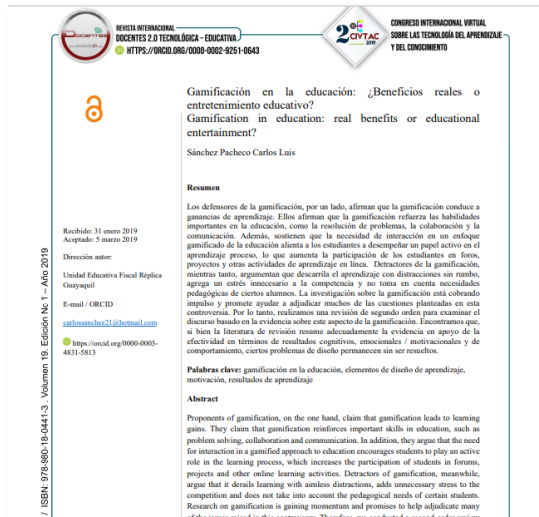 REVISTA INTERNACIONAL
DOCENTES 2.0 TECNOLÓGICA - EDUCATIVA
HTTPS://ORCID.ORG/0000-0002-9251-0643
Docentes
2 CIVTAC
2019
CONGRESO INTERNACIONAL VIRTUAL
SOBRE LAS TECNOLOGÍA DEL APRENDIZAJE
Y DEL CONOCIMIENTO
Gamificación en la educación: ¿Beneficios reales o
entretenimiento educativo?
Gamification in education: real benefits or educational
entertainment?
Sánchez Pacheco Carlos Luis
Resumen
Los defensores de la gamificación, por un lado, afirman que la gamificación conduce a
ganancias de aprendizaje. Ellos afirman que la gamificación refuerza las habilidades
importantes en la educación, como la resolución de problemas, la colaboración y la
comunicación. Además, sostienen que la necesidad de interacción en un enfoque
gamificado de la educación alienta a los estudiantes a desempeñar un papel activo en el
aprendizaje proceso, lo que aumenta la participación de los estudiantes en foros,
proyectos y otras actividades de aprendizaje en línea. Detractores de la gamificación,
mientras tanto, argumentan que descarrila el aprendizaje con distracciones sin rumbo,
agrega un estrés innecesario a la competencia y no toma en cuenta necesidades
pedagógicas de ciertos alumnos. La investigación sobre la gamificación está cobrando
impulso y promete ayudar a adjudicar muchas de las cuestiones planteadas en esta
controversia. Por lo tanto, realizamos una revisión de segundo orden para examinar el
discurso basado en la evidencia sobre este aspecto de la gamificación. Encontramos que,
si bien la literatura de revisión resume adecuadamente la evidencia en apoyo de la
efectividad en términos de resultados cognitivos, emocionales / motivacionales y de
comportamiento, ciertos problemas de diseño permanecen sin ser resueltos.
Palabras clave: gamificación en la educación, elementos de diseño de aprendizaje,
motivación, resultados de aprendizaje
Abstract
Proponents of gamification, on the one hand, claim that gamification leads to learning
gains. They claim that gamification reinforces important skills in education, such as
problem solving, collaboration and communication. In addition, they argue that the need
for interaction in a gamified approach to education encourages students to play an active
role in the learning process, which increases the participation of students in forums,
projects and other online learning activities. Detractors of gamification, meanwhile,
argue that it derails learning with aimless distractions, adds unnecessary stress to the
competition and does not take into account the pedagogical needs of certain students.
Research on gamification is gaining momentum and promises to help adjudicate many
Recibido: 31 enero 2019
Aceptado: 5 marzo 2019
Dirección autor:
Unidad Educativa Fiscal Réplica
Guayaquil
E-mail / ORCID
carlossanchez21@hotmail.com
https://orcid.org/0000-0003-
4831-5813
/ ISBN: 978-980-18-0441-3 . Volumen 19. Edición No 1 – Año 2019